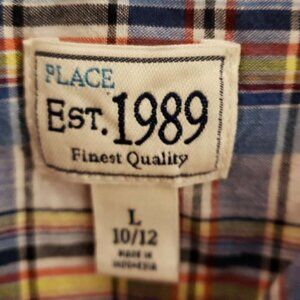 PLACE
EST. 1989
Finest Quality
L
10/12
MADE IN
INDONESIA